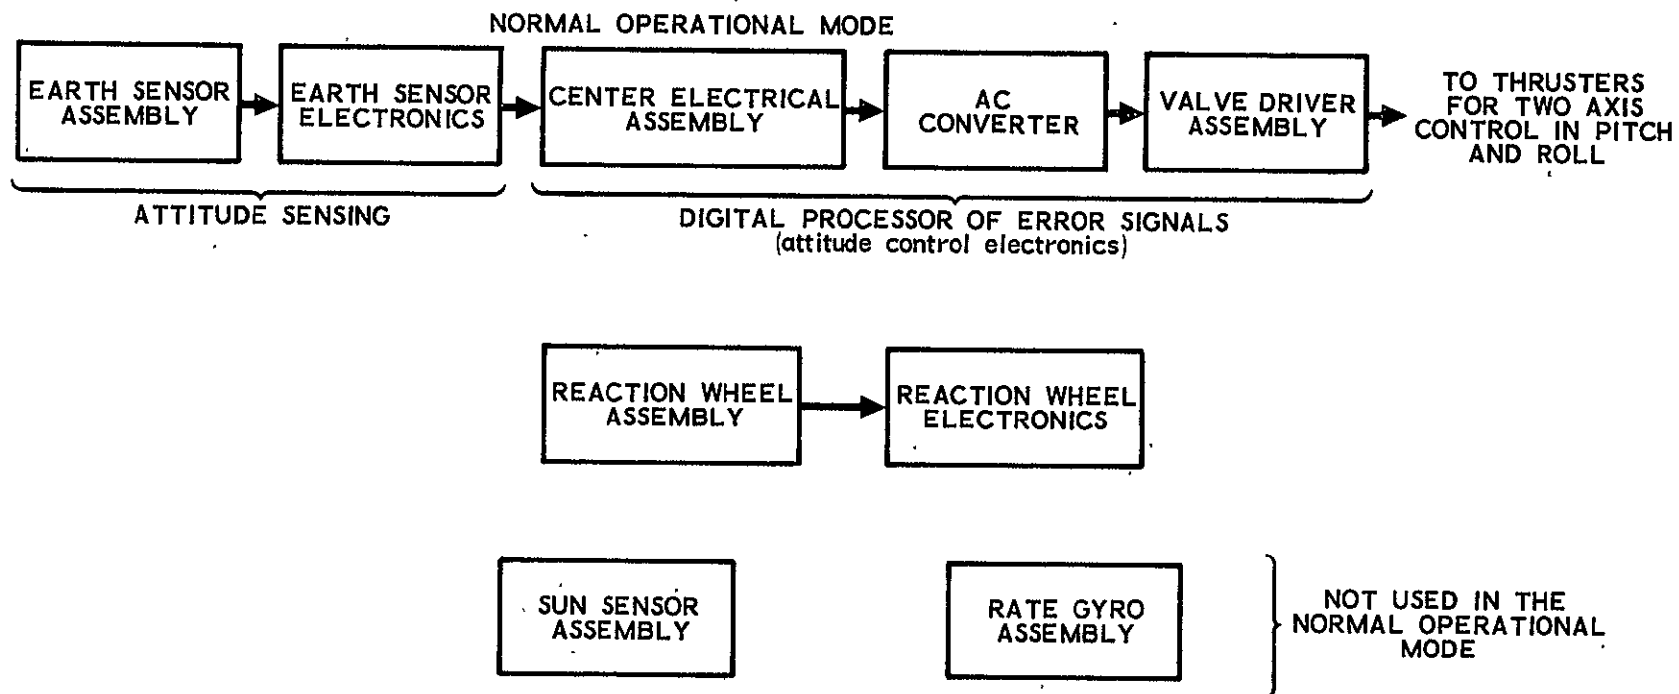 NORMAL OPERATIONAL MODE
EARTH SENSOR
ASSEMBLY
EARTH SENSOR
ELECTRONICS
CENTER ELECTRICAL
ASSEMBLY
AC
CONVERTER
VALVE DRIVER
ASSEMBLY
TO THRUSTERS
FOR TWO AXIS
CONTROL IN PITCH
AND ROLL
ATTITUDE SENSING
DIGITAL PROCESSOR OF ERROR SIGNALS
(attitude control electronics)
REACTION WHEEL
ASSEMBLY
REACTION WHEEL
ELECTRONICS
SUN SENSOR
ASSEMBLY
RATE GYRO
ASSEMBLY
NOT USED IN THE
NORMAL OPERATIONAL
MODE